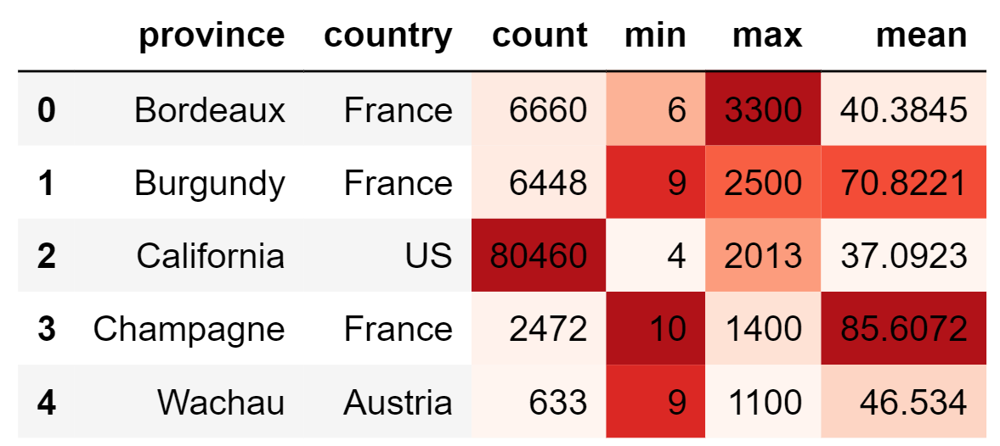 province country count min max mean
0 Bordeaux France 6660 6 3300 40.3845
1 Burgundy France 6448 9 2500 70.8221
2 California US 80460 4 2013 37.0923
3 Champagne France 2472 10 1400 85.6072
4 Wachau Austria 633 9 1100 46.534